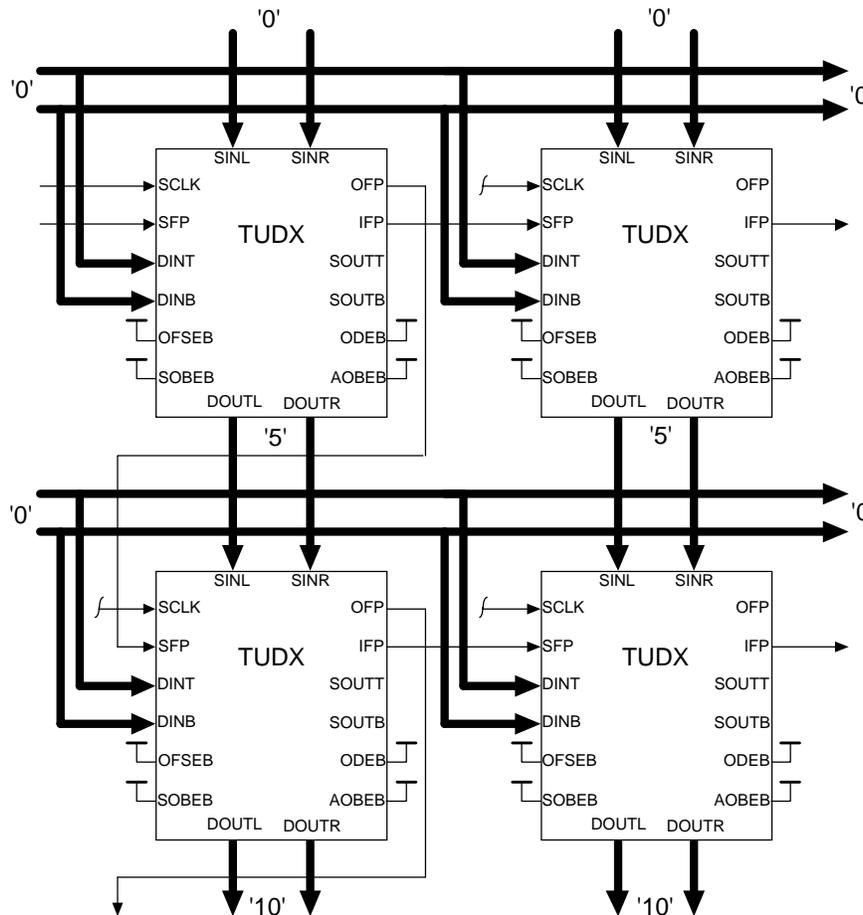 '0' '0'
'0' '0
SINL SINR SINL SINR
SCLK OFP SCLK OFP
SFP IFP SFP IFP
TUDX TUDX
DINT SOUTT DINT SOUTT
DINB SOUTB DINB SOUTB
OFSEB ODEB OFSEB ODEB
SOBEB AOBEB SOBEB AOBEB
DOUTL DOUTR DOUTL DOUTR
'5' '5'
'0' '0
SINL SINR SINL SINR
SCLK OFP SCLK OFP
SFP IFP SFP IFP
TUDX TUDX
DINT SOUTT DINT SOUTT
DINB SOUTB DINB SOUTB
OFSEB ODEB OFSEB ODEB
SOBEB AOBEB SOBEB AOBEB
DOUTL DOUTR DOUTL DOUTR
'10' '10'